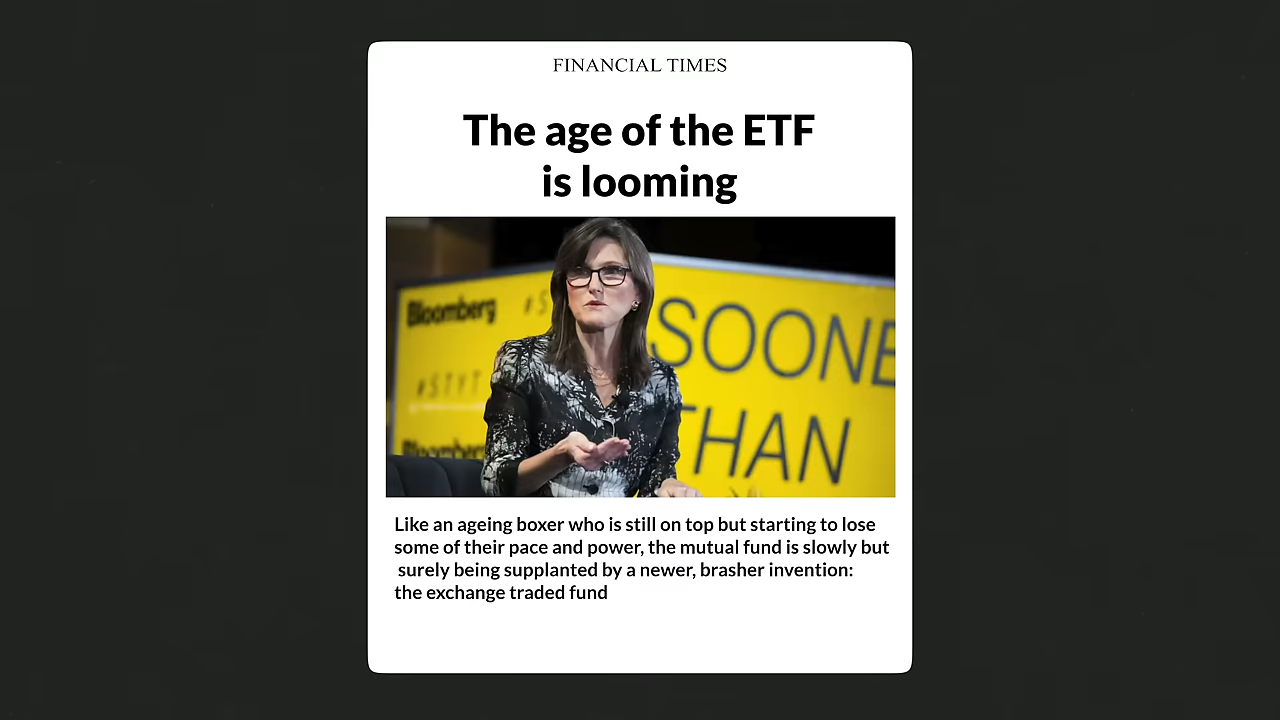 FINANCIAL TIMES
The age of the ETF
is looming
Bloomberg
#S
SOONE
#STYT
THAN
Bloomberg
Like an ageing boxer who is still on top but starting to lose
some of their pace and power, the mutual fund is slowly but
surely being supplanted by a newer, brasher invention:
the exchange traded fund